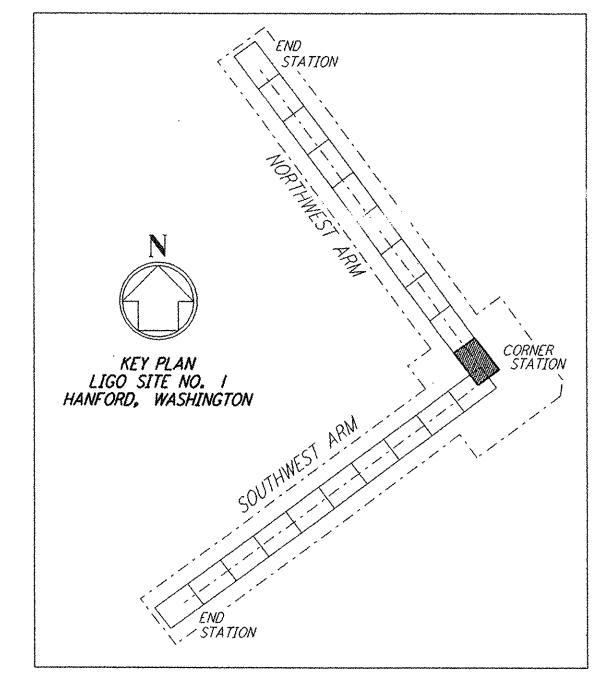 END
STATION
NORTHWEST ARM
N
KEY PLAN
LIGO SITE NO. 1
HANFORD, WASHINGTON
CORNER
STATION
SOUTHWEST ARM
END
STATION